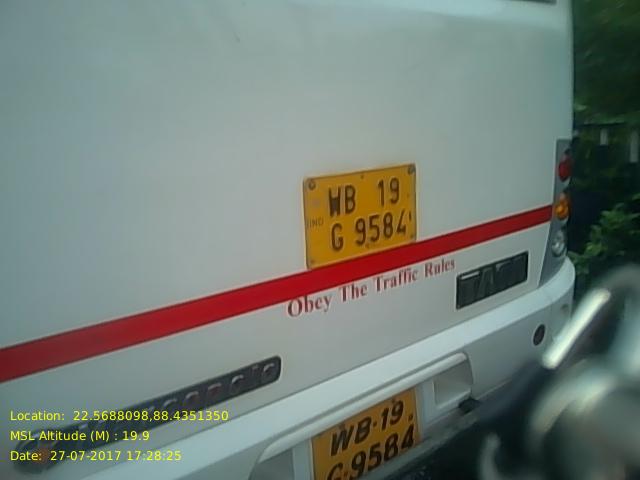 WB 19
IND
G 9584
Obey The Traffic Rules
TATA
WB-19
G.9584
Location: 22.5688098,88.4351350
MSL Altitude (M) : 19.9
Date: 27-07-2017 17:28:25